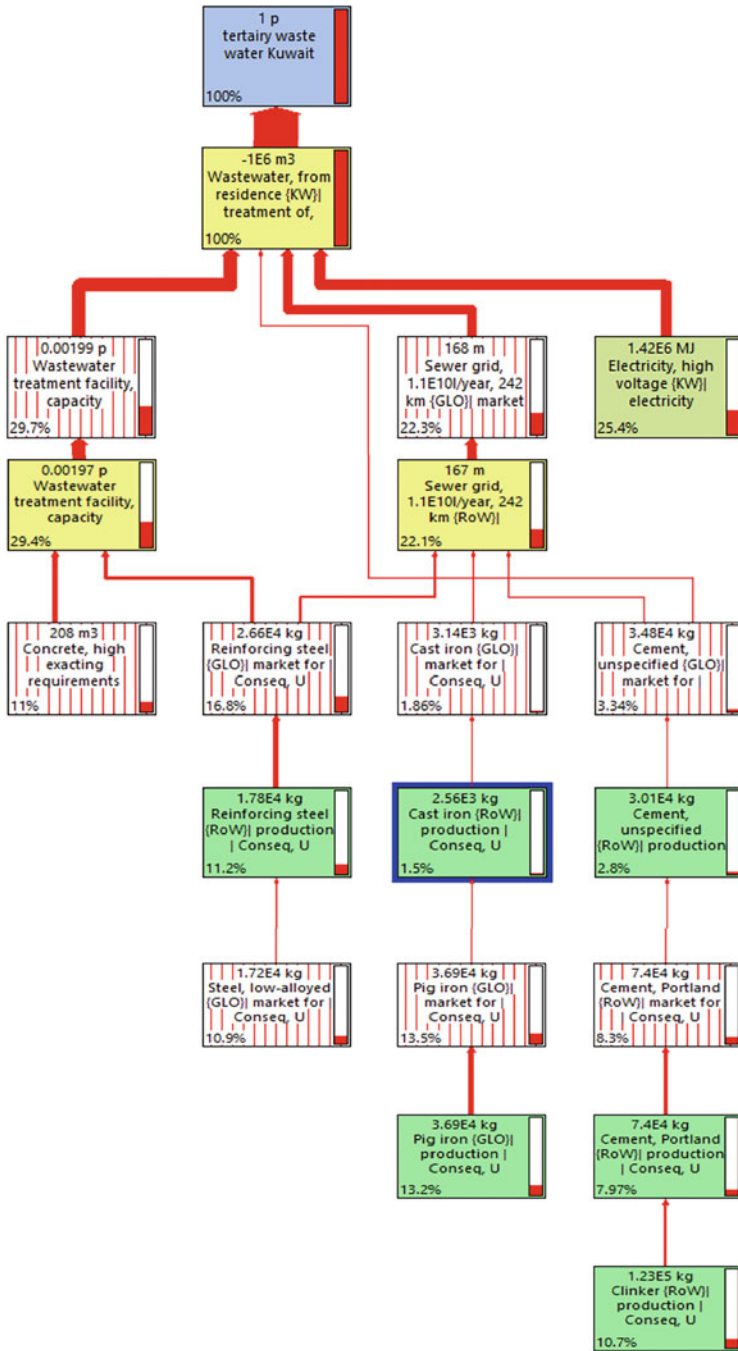 1 p
tertairy waste
water Kuwait
100%
-1E6 m3
Wastewater, from
residence {KW}|
treatment of,
100%
0.00199 p
Wastewater
treatment facility,
capacity
29.7%
168 m
Sewer grid,
1.1E10l/year, 242
km {GLO}| market
22.3%
1.42E6 MJ
Electricity, high
voltage {KW}|
electricity
25.4%
0.00197 p
Wastewater
treatment facility,
capacity
29.4%
167 m
Sewer grid,
1.1E10l/year, 242
km {RoW}|
22.1%
208 m3
Concrete, high
exacting
requirements
11%
2.66E4 kg
Reinforcing steel
{GLO}| market for |
Conseq, U
16.8%
3.14E3 kg
Cast iron {GLO}|
market for |
Conseq, U
1.86%
3.48E4 kg
Cement,
unspecified {GLO}|
market for |
3.34%
1.78E4 kg
Reinforcing steel
{RoW}| production
| Conseq, U
11.2%
2.56E3 kg
Cast iron {RoW}|
production |
Conseq, U
1.5%
3.01E4 kg
Cement,
unspecified
{RoW}| production
2.8%
1.72E4 kg
Steel, low-alloyed
{GLO}| market for |
Conseq, U
10.9%
3.69E4 kg
Pig iron {GLO}|
market for |
Conseq, U
13.5%
7.4E4 kg
Cement, Portland
{RoW}| market for
| Conseq, U
8.3%
3.69E4 kg
Pig iron {GLO}|
production |
Conseq, U
13.2%
7.4E4 kg
Cement, Portland
{RoW}| production
| Conseq, U
7.97%
1.23E5 kg
Clinker {RoW}|
production |
Conseq, U
10.7%